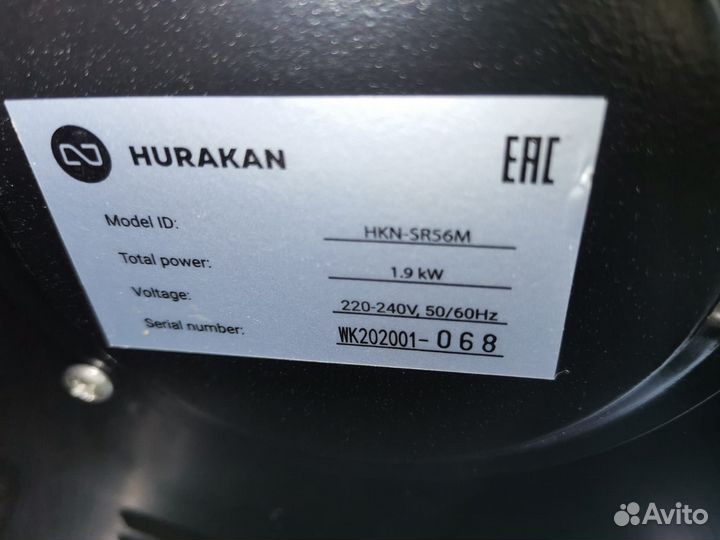 HURAKAN EAC
Model ID: HKN-SR56M
Total power: 1.9 kW
Voltage: 220-240V, 50/60Hz
Serial number: WK202001-068
Avito